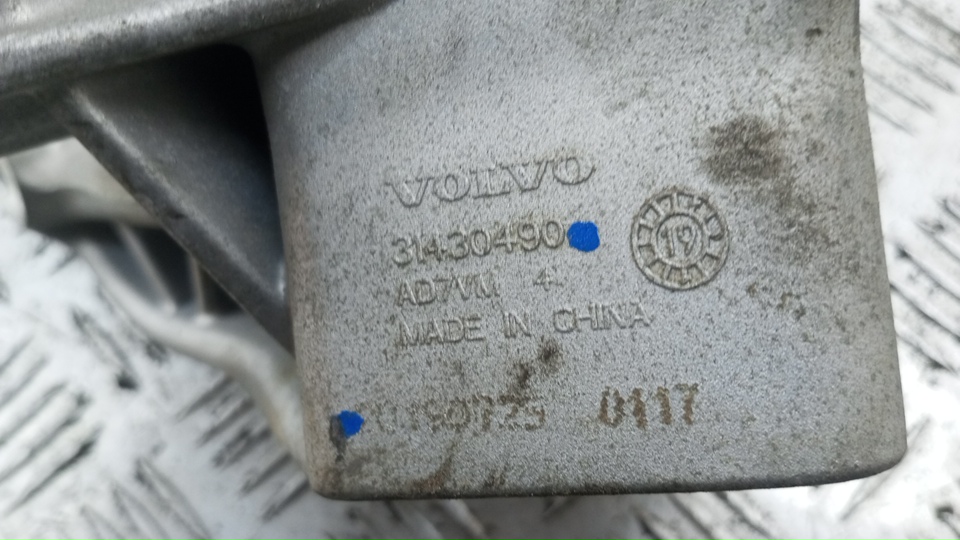 VOLVO
31430490
19
AD7VM 4
MADE IN CHINA
0117